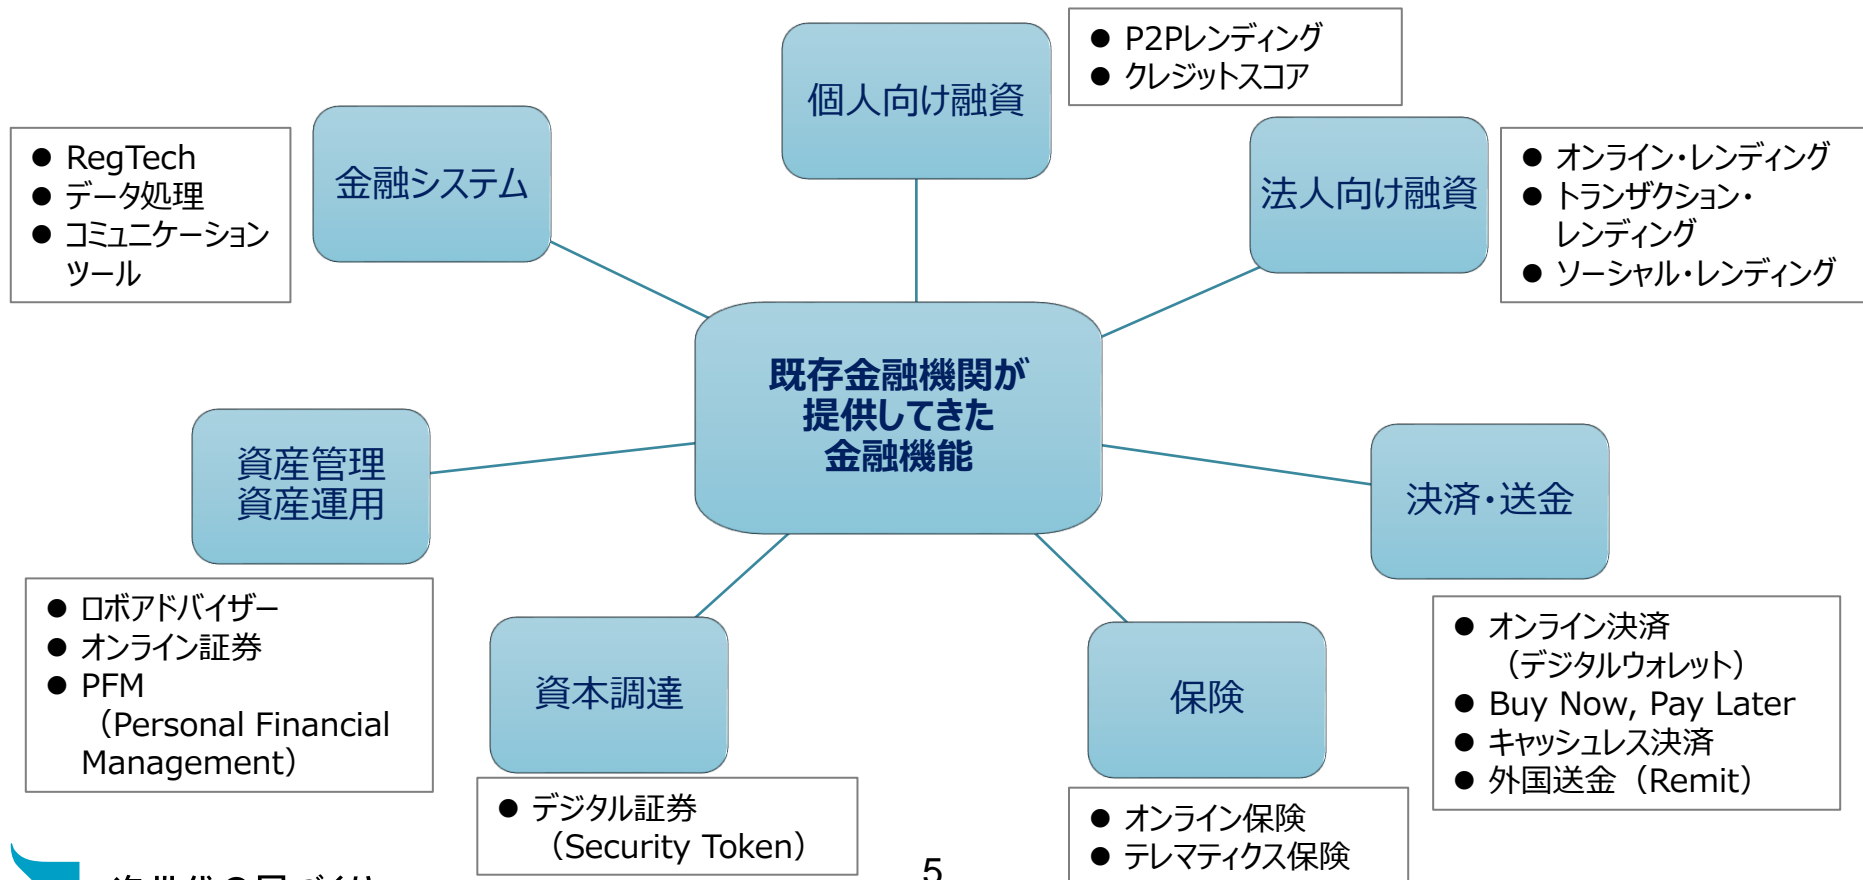 個人向け融資
● P2Pレンディング
● クレジットスコア
金融システム
● RegTech
● データ処理
● コミュニケーション
ツール
法人向け融資
● オンライン・レンディング
● トランザクション・
レンディング
● ソーシャル・レンディング
既存金融機関が
提供してきた
金融機能
資産管理
資産運用
● ロボアドバイザー
● オンライン証券
● PFM
（Personal Financial
Management）
決済・送金
● オンライン決済
（デジタルウォレット）
● Buy Now, Pay Later
● キャッシュレス決済
● 外国送金（Remit）
資本調達
● デジタル証券
（Security Token）
保険
● オンライン保険
● テレマティクス保険
5